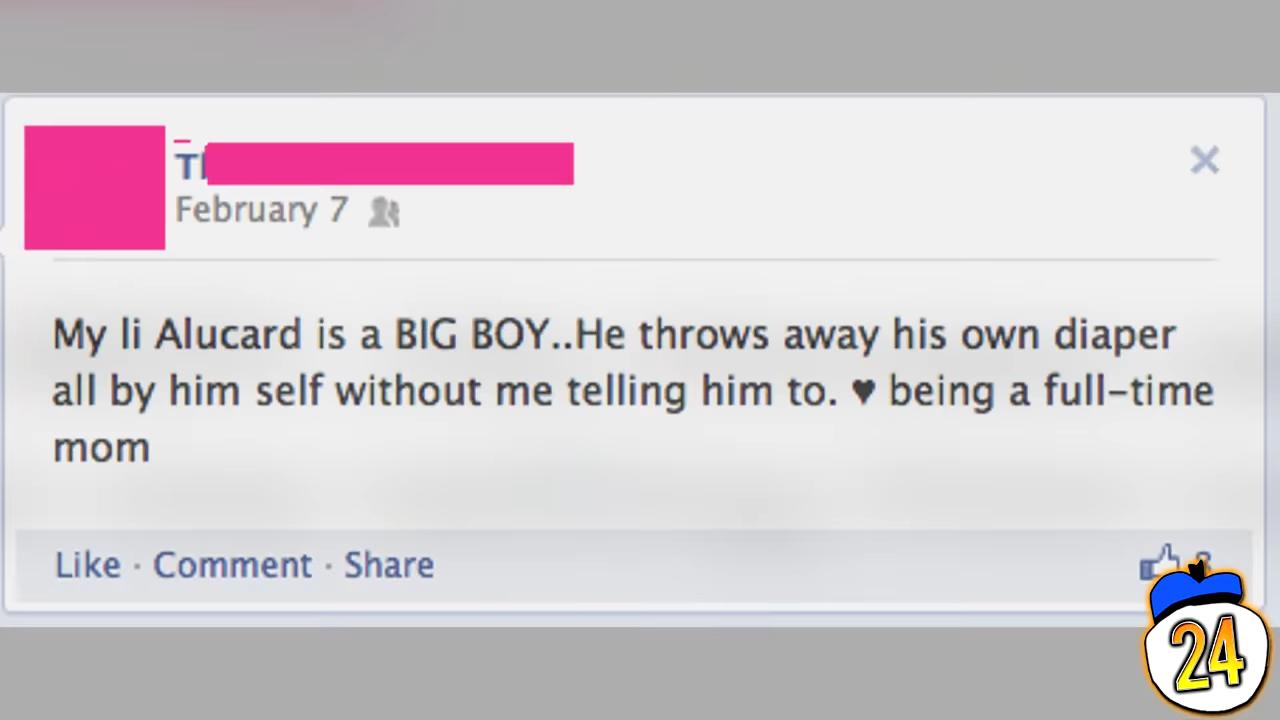 February 7
My li Alucard is a BIG BOY..He throws away his own diaper
all by him self without me telling him to. ♥ being a full-time
mom
Like · Comment · Share
24